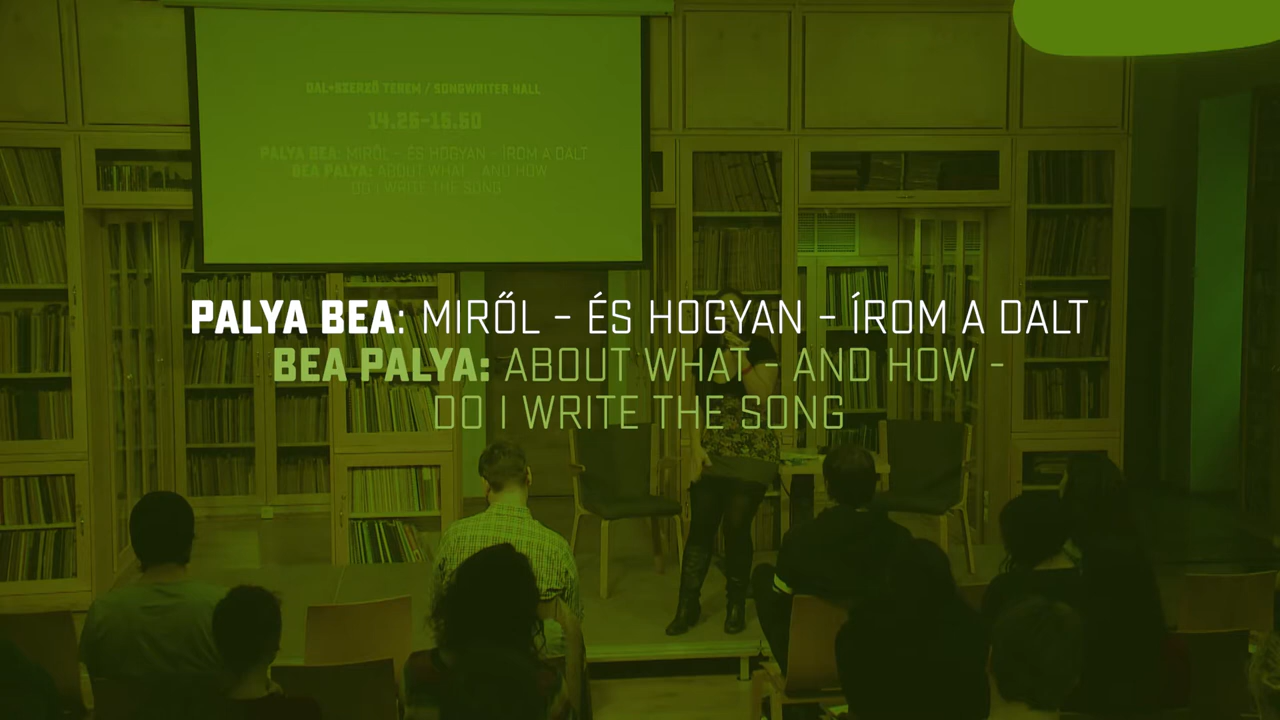 DAL+SZERZŐ TEREM / SONGWRITER HALL
14.25-15.50
PALYA BEA: MIRŐL - ÉS HOGYAN - ÍROM A DALT
BEA PALYA: ABOUT WHAT - AND HOW
DO I WRITE THE SONG
PALYA BEA: MIRŐL - ÉS HOGYAN - ÍROM A DALT
BEA PALYA: ABOUT WHAT - AND HOW -
DO I WRITE THE SONG